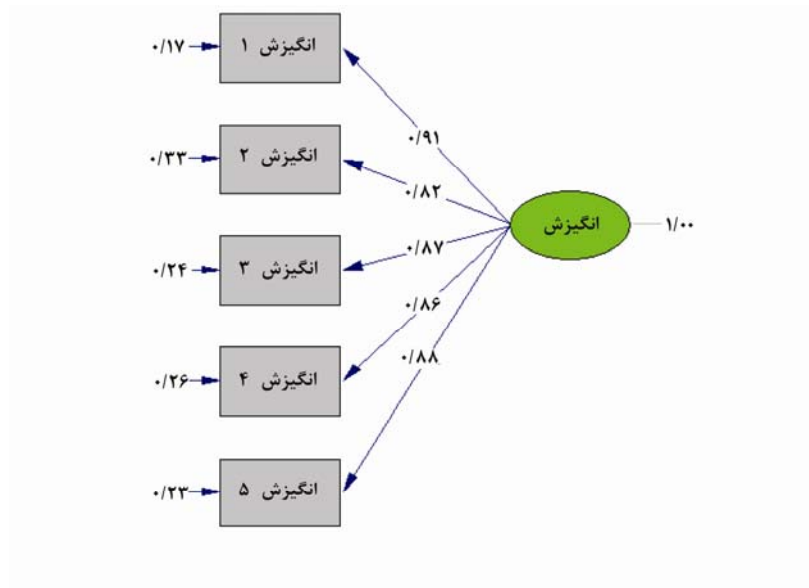 ۰/۱۷
انگیزش ۱
۰/۹۱
۰/۳۳
انگیزش ۲
۰/۸۲
انگیزش
۱/۰۰
۰/۲۴
انگیزش ۳
۰/۸۷
۰/۸۶
۰/۲۶
انگیزش ۴
۰/۸۸
۰/۲۳
انگیزش ۵